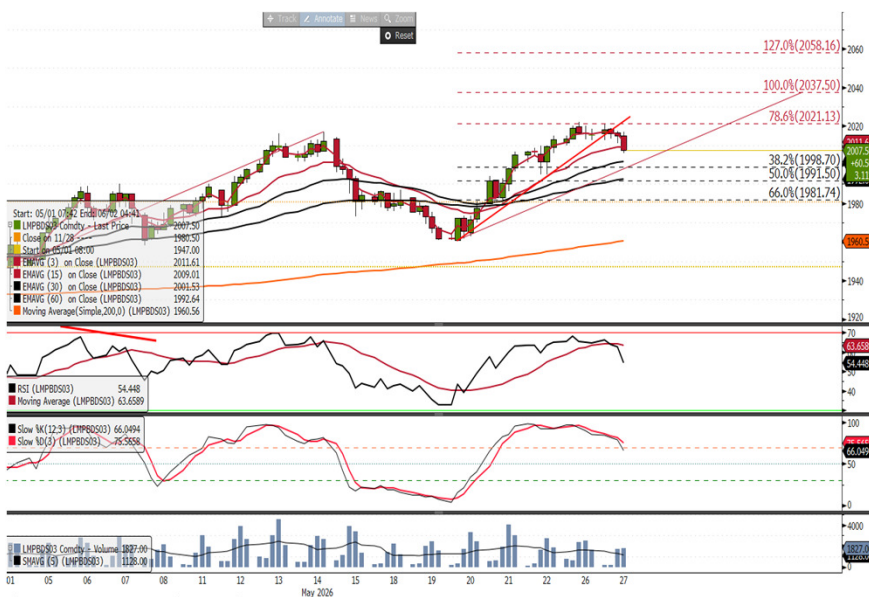 Track Annotate News Zoom
Reset
127.0%(2058.16)
2060
100.0%(2037.50)
2040
78.6%(2021.13)
2020
2011.6
2007.5
+60.5
3.11
38.2%(1998.70)
50.0%(1991.50)
66.0%(1981.74)
1980
1960.5
1940
1920
Start: 05/01 07:42 End: 06/02 04:41
LMPBDS03 Comdty - Last Price 2007.50
Close on 11/28 ---- 1980.50
Start on 05/01 08:00 1947.00
EMAVG (3) on Close (LMPBDS03) 2011.61
EMAVG (15) on Close (LMPBDS03) 2009.01
EMAVG (30) on Close (LMPBDS03) 2001.53
EMAVG (60) on Close (LMPBDS03) 1992.64
Moving Average(Simple,200,0) (LMPBDS03) 1960.56
70
63.658
54.448
40
30
RSI (LMPBDS03) 54.448
Moving Average (LMPBDS03) 63.6589
Slow %K(12,3) (LMPBDS03) 66.0494
Slow %D(3) (LMPBDS03) 75.5658
100
66.049
50
0
LMPBDS03 Comdty - Volume 1827.00
SMAVG (5) (LMPBDS03) 1128.00
4000
1827.0
0
01 05 06 07 08 11 12 13 14 15 18 19 20 21 22 25 26 27
May 2026